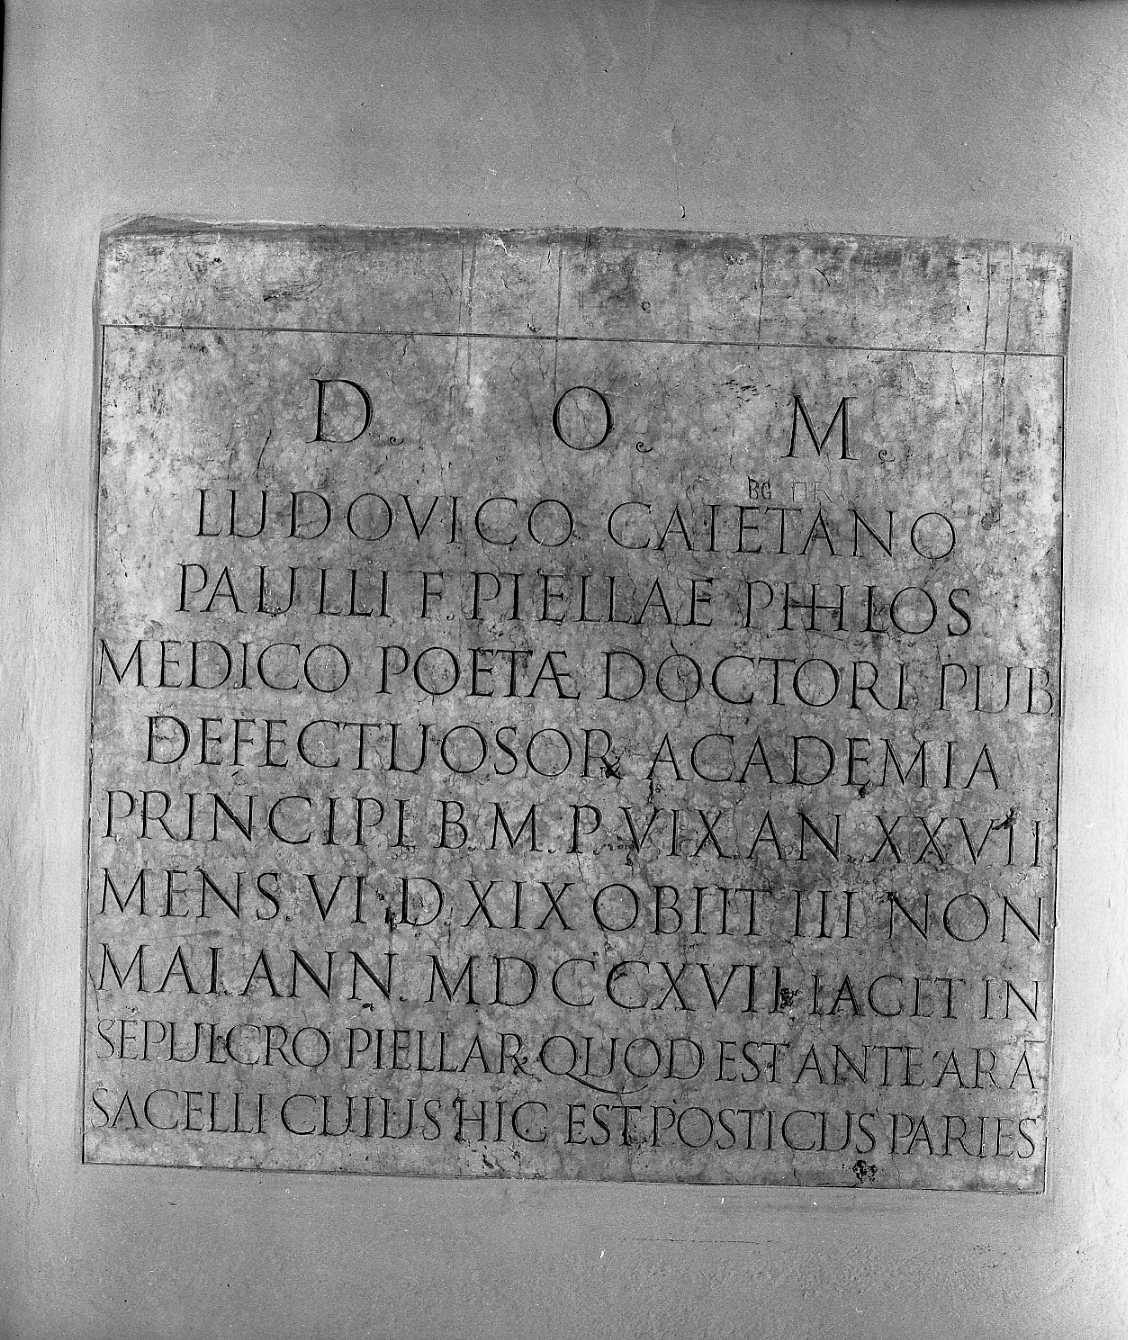 D. O. M.
BG
LUDOVICO CAIETANO
PAULLI F. PIELLAE PHILOS
MEDICO POETÆ DOCTORI PUB
DEFECTUOSOR. ACADEMIA
PRINCIPI. B. M. P. VIX. AN. XXVII
MENS. VI. D. XIX OBIIT III NON
MAI. ANN. MDCCXVII. IACET IN
SEPULCRO PIELLAR. QUOD EST ANTE ARA
SACELLI CUIUS HIC EST POSTICUS PARIES